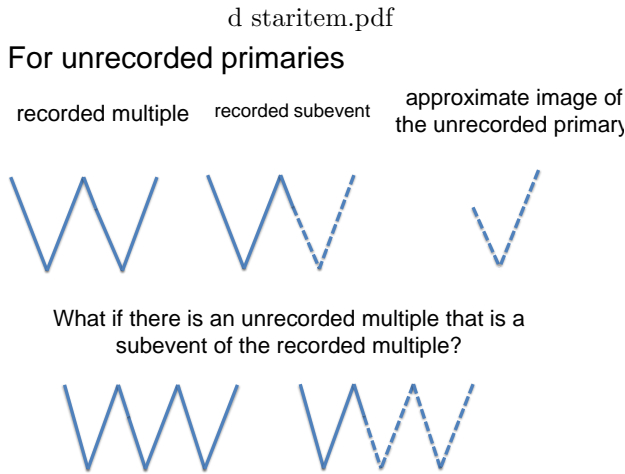 d staritem.pdf
For unrecorded primaries
recorded multiple
recorded subevent
approximate image of
the unrecorded primary
What if there is an unrecorded multiple that is a
subevent of the recorded multiple?